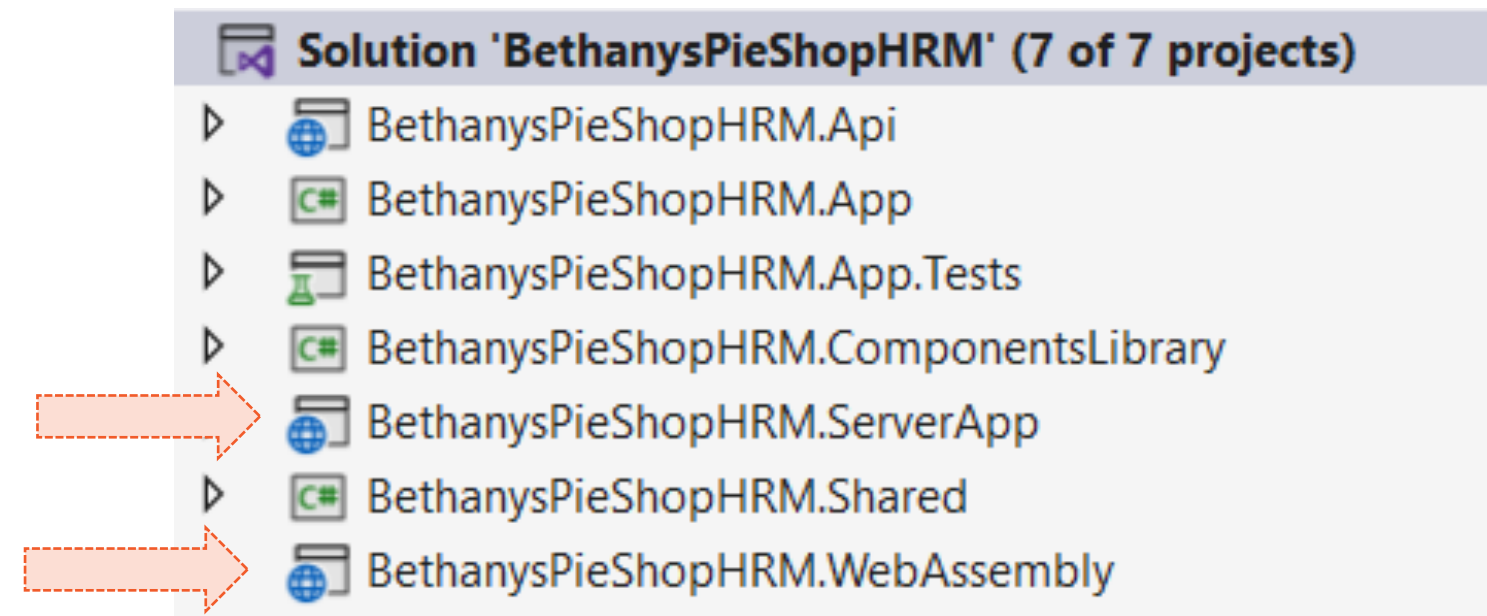 Solution 'BethanysPieShopHRM' (7 of 7 projects)
BethanysPieShopHRM.Api
C# BethanysPieShopHRM.App
BethanysPieShopHRM.App.Tests
C# BethanysPieShopHRM.ComponentsLibrary
BethanysPieShopHRM.ServerApp
C# BethanysPieShopHRM.Shared
BethanysPieShopHRM.WebAssembly